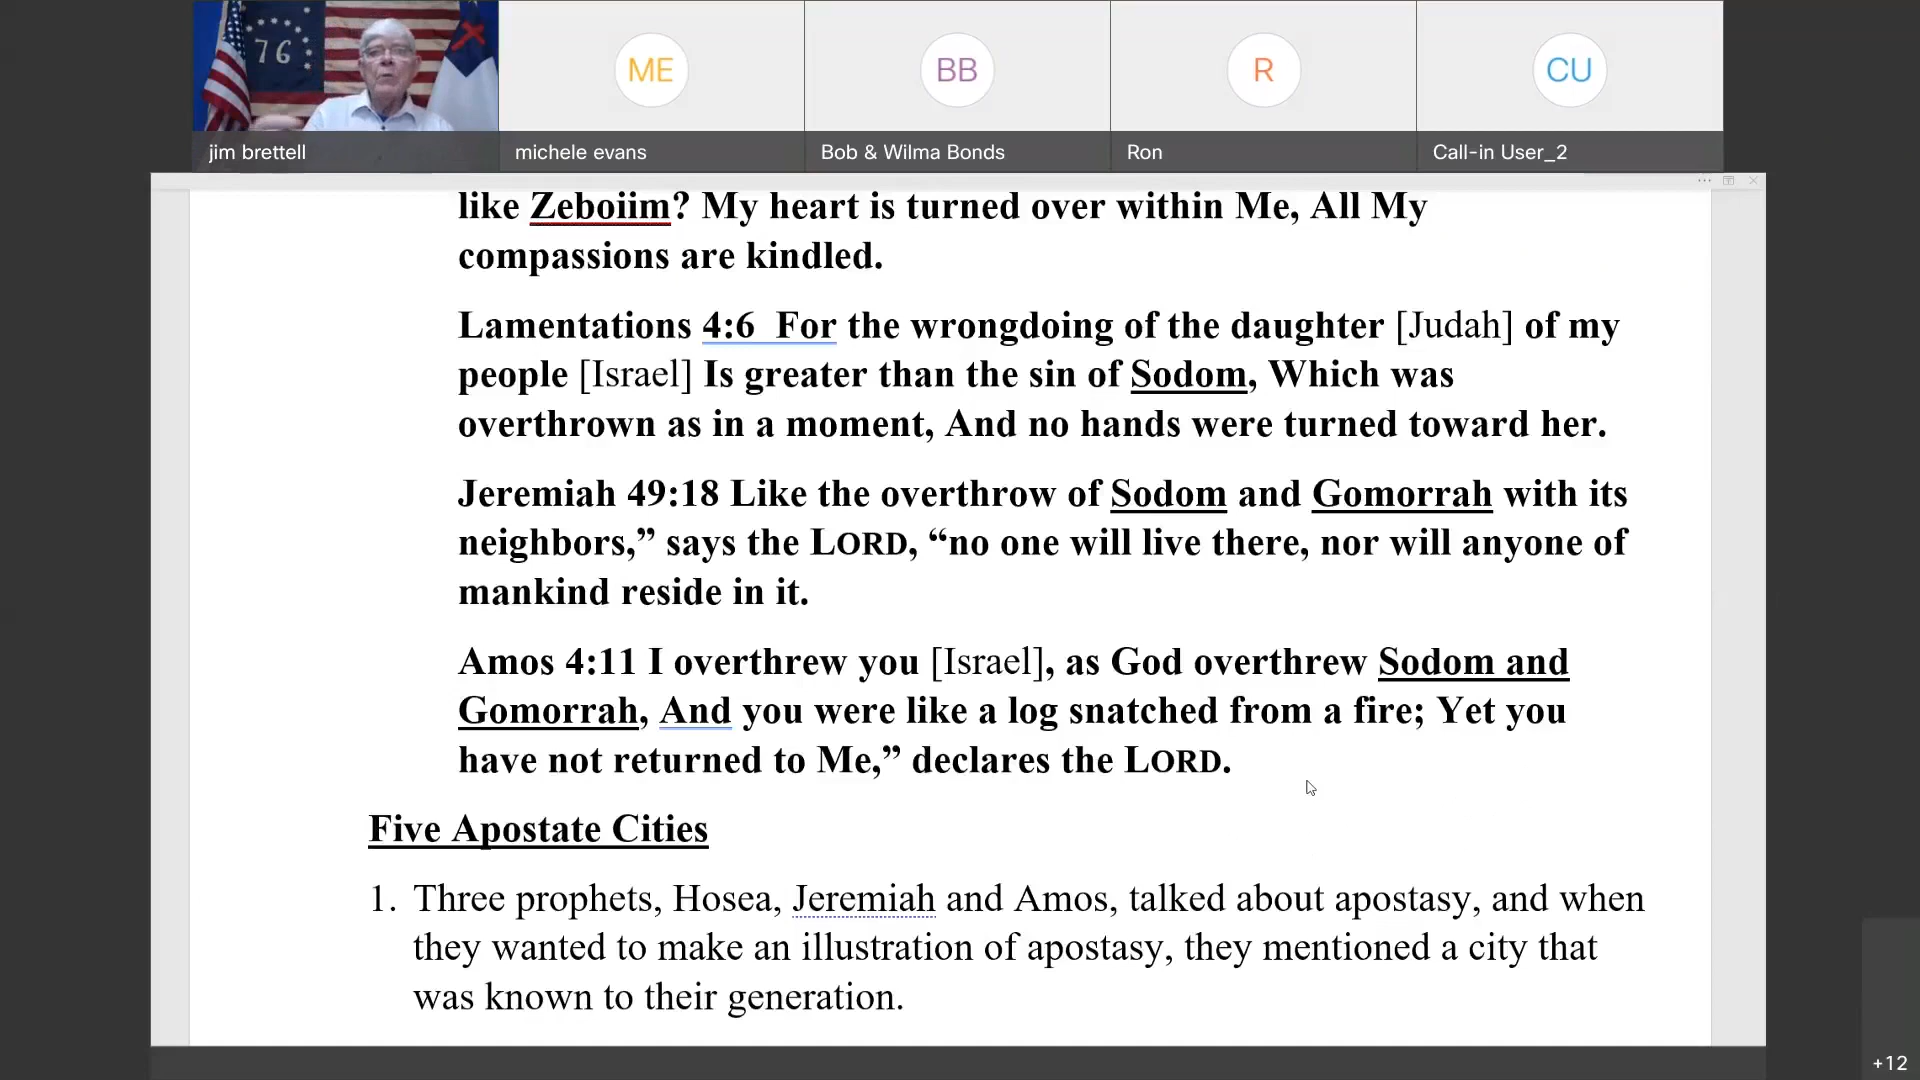 76
ME
BB
R
CU
jim brettell
michele evans
Bob & Wilma Bonds
Ron
Call-in User_2
like Zeboiim? My heart is turned over within Me, All My
compassions are kindled.
Lamentations 4:6  For the wrongdoing of the daughter [Judah] of my
people [Israel] Is greater than the sin of Sodom, Which was
overthrown as in a moment, And no hands were turned toward her.
Jeremiah 49:18 Like the overthrow of Sodom and Gomorrah with its
neighbors,” says the LORD, “no one will live there, nor will anyone of
mankind reside in it.
Amos 4:11 I overthrew you [Israel], as God overthrew Sodom and
Gomorrah, And you were like a log snatched from a fire; Yet you
have not returned to Me,” declares the LORD.
Five Apostate Cities
1. Three prophets, Hosea, Jeremiah and Amos, talked about apostasy, and when
they wanted to make an illustration of apostasy, they mentioned a city that
was known to their generation.
+12